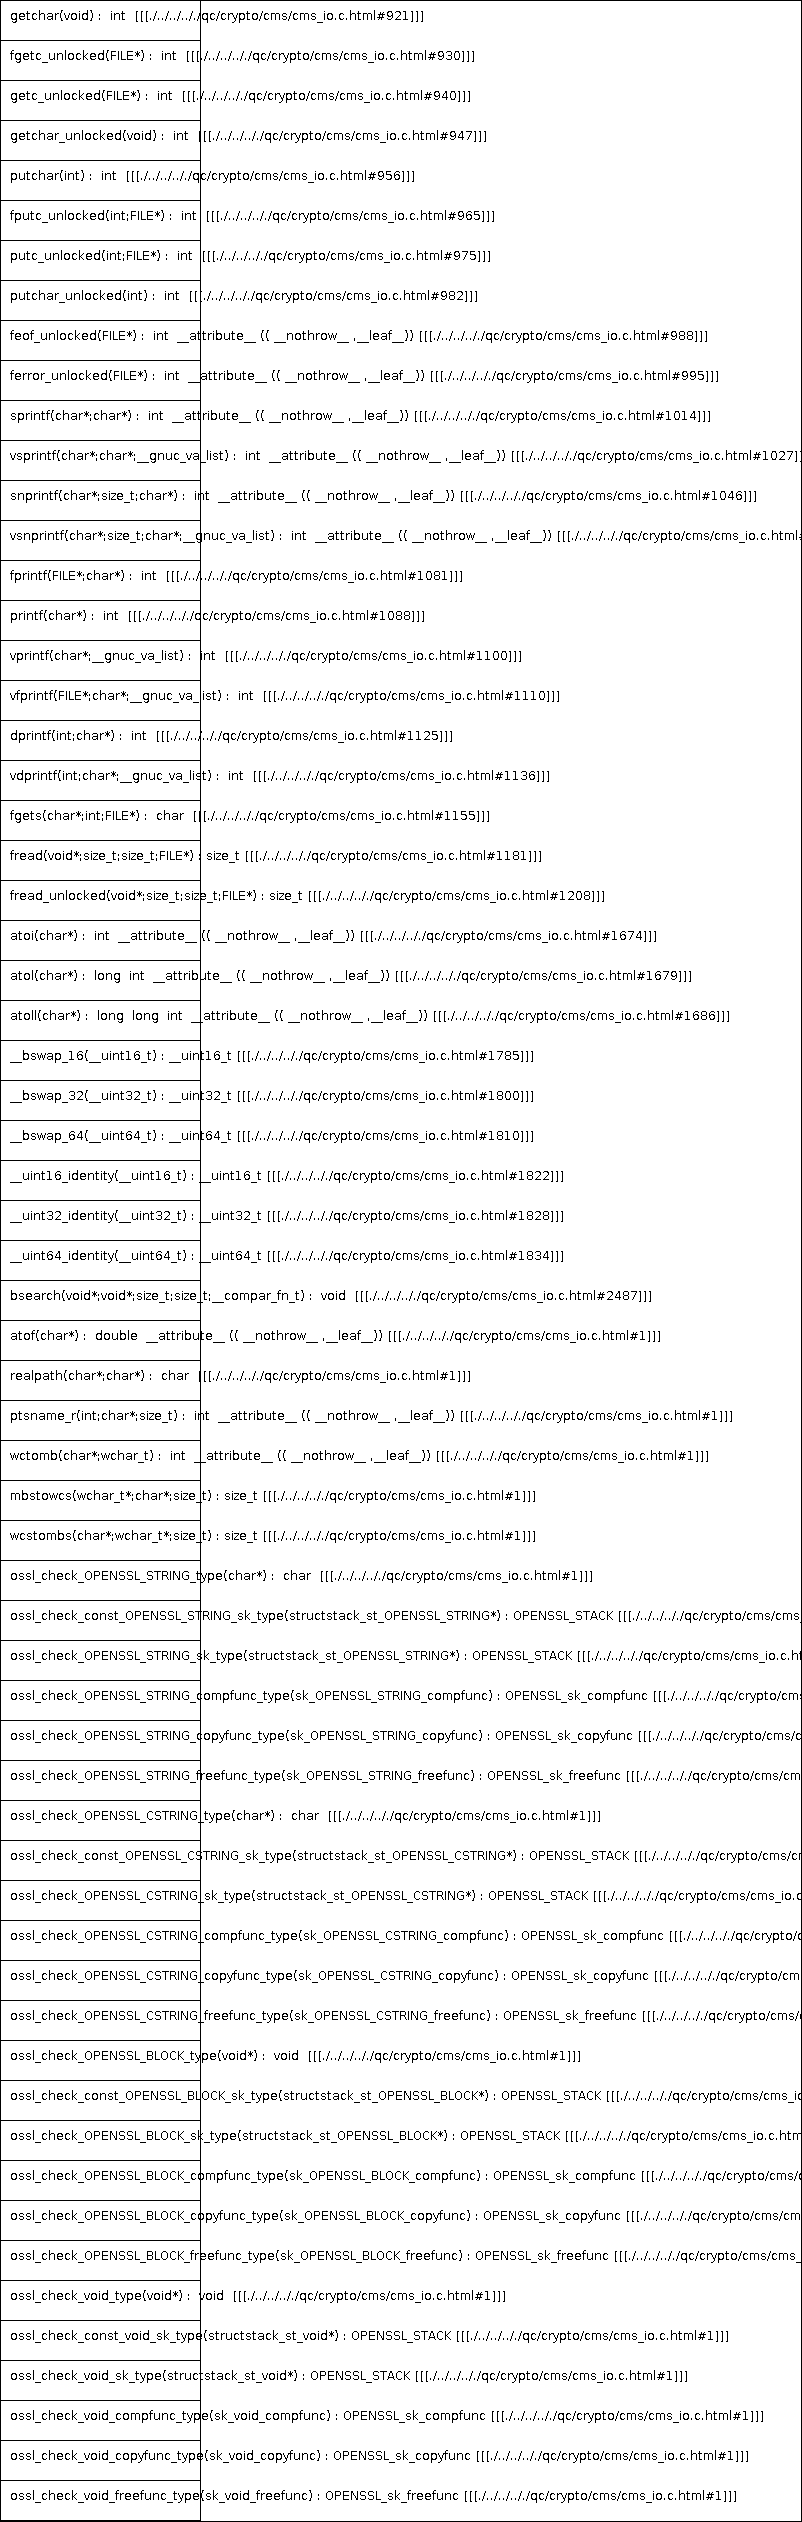 getchar(void) :  int  [[[./../../../../qc/crypto/cms/cms_io.c.html#921]]]
fgetc_unlocked(FILE*) :  int  [[[./../../../../qc/crypto/cms/cms_io.c.html#930]]]
getc_unlocked(FILE*) :  int  [[[./../../../../qc/crypto/cms/cms_io.c.html#940]]]
getchar_unlocked(void) :  int  [[[./../../../../qc/crypto/cms/cms_io.c.html#947]]]
putchar(int) :  int  [[[./../../../../qc/crypto/cms/cms_io.c.html#956]]]
fputc_unlocked(int;FILE*) :  int  [[[./../../../../qc/crypto/cms/cms_io.c.html#965]]]
putc_unlocked(int;FILE*) :  int  [[[./../../../../qc/crypto/cms/cms_io.c.html#975]]]
putchar_unlocked(int) :  int  [[[./../../../../qc/crypto/cms/cms_io.c.html#982]]]
feof_unlocked(FILE*) :  int  __attribute__ (( __nothrow__ ,__leaf__)) [[[./../../../../qc/crypto/cms/cms_io.c.html#988]]]
ferror_unlocked(FILE*) :  int  __attribute__ (( __nothrow__ ,__leaf__)) [[[./../../../../qc/crypto/cms/cms_io.c.html#995]]]
sprintf(char*;char*) :  int  __attribute__ (( __nothrow__ ,__leaf__)) [[[./../../../../qc/crypto/cms/cms_io.c.html#1014]]]
vsprintf(char*;char*;__gnuc_va_list) :  int  __attribute__ (( __nothrow__ ,__leaf__)) [[[./../../../../qc/crypto/cms/cms_io.c.html#1027]]
snprintf(char*;size_t;char*) :  int  __attribute__ (( __nothrow__ ,__leaf__)) [[[./../../../../qc/crypto/cms/cms_io.c.html#1046]]]
vsnprintf(char*;size_t;char*;__gnuc_va_list) :  int  __attribute__ (( __nothrow__ ,__leaf__)) [[[./../../../../qc/crypto/cms/cms_io.c.html#
fprintf(FILE*;char*) :  int  [[[./../../../../qc/crypto/cms/cms_io.c.html#1081]]]
printf(char*) :  int  [[[./../../../../qc/crypto/cms/cms_io.c.html#1088]]]
vprintf(char*;__gnuc_va_list) :  int  [[[./../../../../qc/crypto/cms/cms_io.c.html#1100]]]
vfprintf(FILE*;char*;__gnuc_va_list) :  int  [[[./../../../../qc/crypto/cms/cms_io.c.html#1110]]]
dprintf(int;char*) :  int  [[[./../../../../qc/crypto/cms/cms_io.c.html#1125]]]
vdprintf(int;char*;__gnuc_va_list) :  int  [[[./../../../../qc/crypto/cms/cms_io.c.html#1136]]]
fgets(char*;int;FILE*) :  char  [[[./../../../../qc/crypto/cms/cms_io.c.html#1155]]]
fread(void*;size_t;size_t;FILE*) : size_t [[[./../../../../qc/crypto/cms/cms_io.c.html#1181]]]
fread_unlocked(void*;size_t;size_t;FILE*) : size_t [[[./../../../../qc/crypto/cms/cms_io.c.html#1208]]]
atoi(char*) :  int  __attribute__ (( __nothrow__ ,__leaf__)) [[[./../../../../qc/crypto/cms/cms_io.c.html#1674]]]
atol(char*) :  long  int  __attribute__ (( __nothrow__ ,__leaf__)) [[[./../../../../qc/crypto/cms/cms_io.c.html#1679]]]
atoll(char*) :  long  long  int  __attribute__ (( __nothrow__ ,__leaf__)) [[[./../../../../qc/crypto/cms/cms_io.c.html#1686]]]
__bswap_16(__uint16_t) : __uint16_t [[[./../../../../qc/crypto/cms/cms_io.c.html#1785]]]
__bswap_32(__uint32_t) : __uint32_t [[[./../../../../qc/crypto/cms/cms_io.c.html#1800]]]
__bswap_64(__uint64_t) : __uint64_t [[[./../../../../qc/crypto/cms/cms_io.c.html#1810]]]
__uint16_identity(__uint16_t) : __uint16_t [[[./../../../../qc/crypto/cms/cms_io.c.html#1822]]]
__uint32_identity(__uint32_t) : __uint32_t [[[./../../../../qc/crypto/cms/cms_io.c.html#1828]]]
__uint64_identity(__uint64_t) : __uint64_t [[[./../../../../qc/crypto/cms/cms_io.c.html#1834]]]
bsearch(void*;void*;size_t;size_t;__compar_fn_t) :  void  [[[./../../../../qc/crypto/cms/cms_io.c.html#2487]]]
atof(char*) :  double  __attribute__ (( __nothrow__ ,__leaf__)) [[[./../../../../qc/crypto/cms/cms_io.c.html#1]]]
realpath(char*;char*) :  char  [[[./../../../../qc/crypto/cms/cms_io.c.html#1]]]
ptsname_r(int;char*;size_t) :  int  __attribute__ (( __nothrow__ ,__leaf__)) [[[./../../../../qc/crypto/cms/cms_io.c.html#1]]]
wctomb(char*;wchar_t) :  int  __attribute__ (( __nothrow__ ,__leaf__)) [[[./../../../../qc/crypto/cms/cms_io.c.html#1]]]
mbstowcs(wchar_t*;char*;size_t) : size_t [[[./../../../../qc/crypto/cms/cms_io.c.html#1]]]
wcstombs(char*;wchar_t*;size_t) : size_t [[[./../../../../qc/crypto/cms/cms_io.c.html#1]]]
ossl_check_OPENSSL_STRING_type(char*) :  char  [[[./../../../../qc/crypto/cms/cms_io.c.html#1]]]
ossl_check_const_OPENSSL_STRING_sk_type(structstack_st_OPENSSL_STRING*) : OPENSSL_STACK [[[./../../../../qc/crypto/cms/cms_
ossl_check_OPENSSL_STRING_sk_type(structstack_st_OPENSSL_STRING*) : OPENSSL_STACK [[[./../../../../qc/crypto/cms/cms_io.c.ht
ossl_check_OPENSSL_STRING_compfunc_type(sk_OPENSSL_STRING_compfunc) : OPENSSL_sk_compfunc [[[./../../../../qc/crypto/cms
ossl_check_OPENSSL_STRING_copyfunc_type(sk_OPENSSL_STRING_copyfunc) : OPENSSL_sk_copyfunc [[[./../../../../qc/crypto/cms/c
ossl_check_OPENSSL_STRING_freefunc_type(sk_OPENSSL_STRING_freefunc) : OPENSSL_sk_freefunc [[[./../../../../qc/crypto/cms/cm
ossl_check_OPENSSL_CSTRING_type(char*) :  char  [[[./../../../../qc/crypto/cms/cms_io.c.html#1]]]
ossl_check_const_OPENSSL_CSTRING_sk_type(structstack_st_OPENSSL_CSTRING*) : OPENSSL_STACK [[[./../../../../qc/crypto/cms/cm
ossl_check_OPENSSL_CSTRING_sk_type(structstack_st_OPENSSL_CSTRING*) : OPENSSL_STACK [[[./../../../../qc/crypto/cms/cms_io.c
ossl_check_OPENSSL_CSTRING_compfunc_type(sk_OPENSSL_CSTRING_compfunc) : OPENSSL_sk_compfunc [[[./../../../../qc/crypto/c
ossl_check_OPENSSL_CSTRING_copyfunc_type(sk_OPENSSL_CSTRING_copyfunc) : OPENSSL_sk_copyfunc [[[./../../../../qc/crypto/cm
ossl_check_OPENSSL_CSTRING_freefunc_type(sk_OPENSSL_CSTRING_freefunc) : OPENSSL_sk_freefunc [[[./../../../../qc/crypto/cms/
ossl_check_OPENSSL_BLOCK_type(void*) :  void  [[[./../../../../qc/crypto/cms/cms_io.c.html#1]]]
ossl_check_const_OPENSSL_BLOCK_sk_type(structstack_st_OPENSSL_BLOCK*) : OPENSSL_STACK [[[./../../../../qc/crypto/cms/cms_io
ossl_check_OPENSSL_BLOCK_sk_type(structstack_st_OPENSSL_BLOCK*) : OPENSSL_STACK [[[./../../../../qc/crypto/cms/cms_io.c.htm
ossl_check_OPENSSL_BLOCK_compfunc_type(sk_OPENSSL_BLOCK_compfunc) : OPENSSL_sk_compfunc [[[./../../../../qc/crypto/cms/c
ossl_check_OPENSSL_BLOCK_copyfunc_type(sk_OPENSSL_BLOCK_copyfunc) : OPENSSL_sk_copyfunc [[[./../../../../qc/crypto/cms/cm
ossl_check_OPENSSL_BLOCK_freefunc_type(sk_OPENSSL_BLOCK_freefunc) : OPENSSL_sk_freefunc [[[./../../../../qc/crypto/cms/cms_
ossl_check_void_type(void*) :  void  [[[./../../../../qc/crypto/cms/cms_io.c.html#1]]]
ossl_check_const_void_sk_type(structstack_st_void*) : OPENSSL_STACK [[[./../../../../qc/crypto/cms/cms_io.c.html#1]]]
ossl_check_void_sk_type(structstack_st_void*) : OPENSSL_STACK [[[./../../../../qc/crypto/cms/cms_io.c.html#1]]]
ossl_check_void_compfunc_type(sk_void_compfunc) : OPENSSL_sk_compfunc [[[./../../../../qc/crypto/cms/cms_io.c.html#1]]]
ossl_check_void_copyfunc_type(sk_void_copyfunc) : OPENSSL_sk_copyfunc [[[./../../../../qc/crypto/cms/cms_io.c.html#1]]]
ossl_check_void_freefunc_type(sk_void_freefunc) : OPENSSL_sk_freefunc [[[./../../../../qc/crypto/cms/cms_io.c.html#1]]]